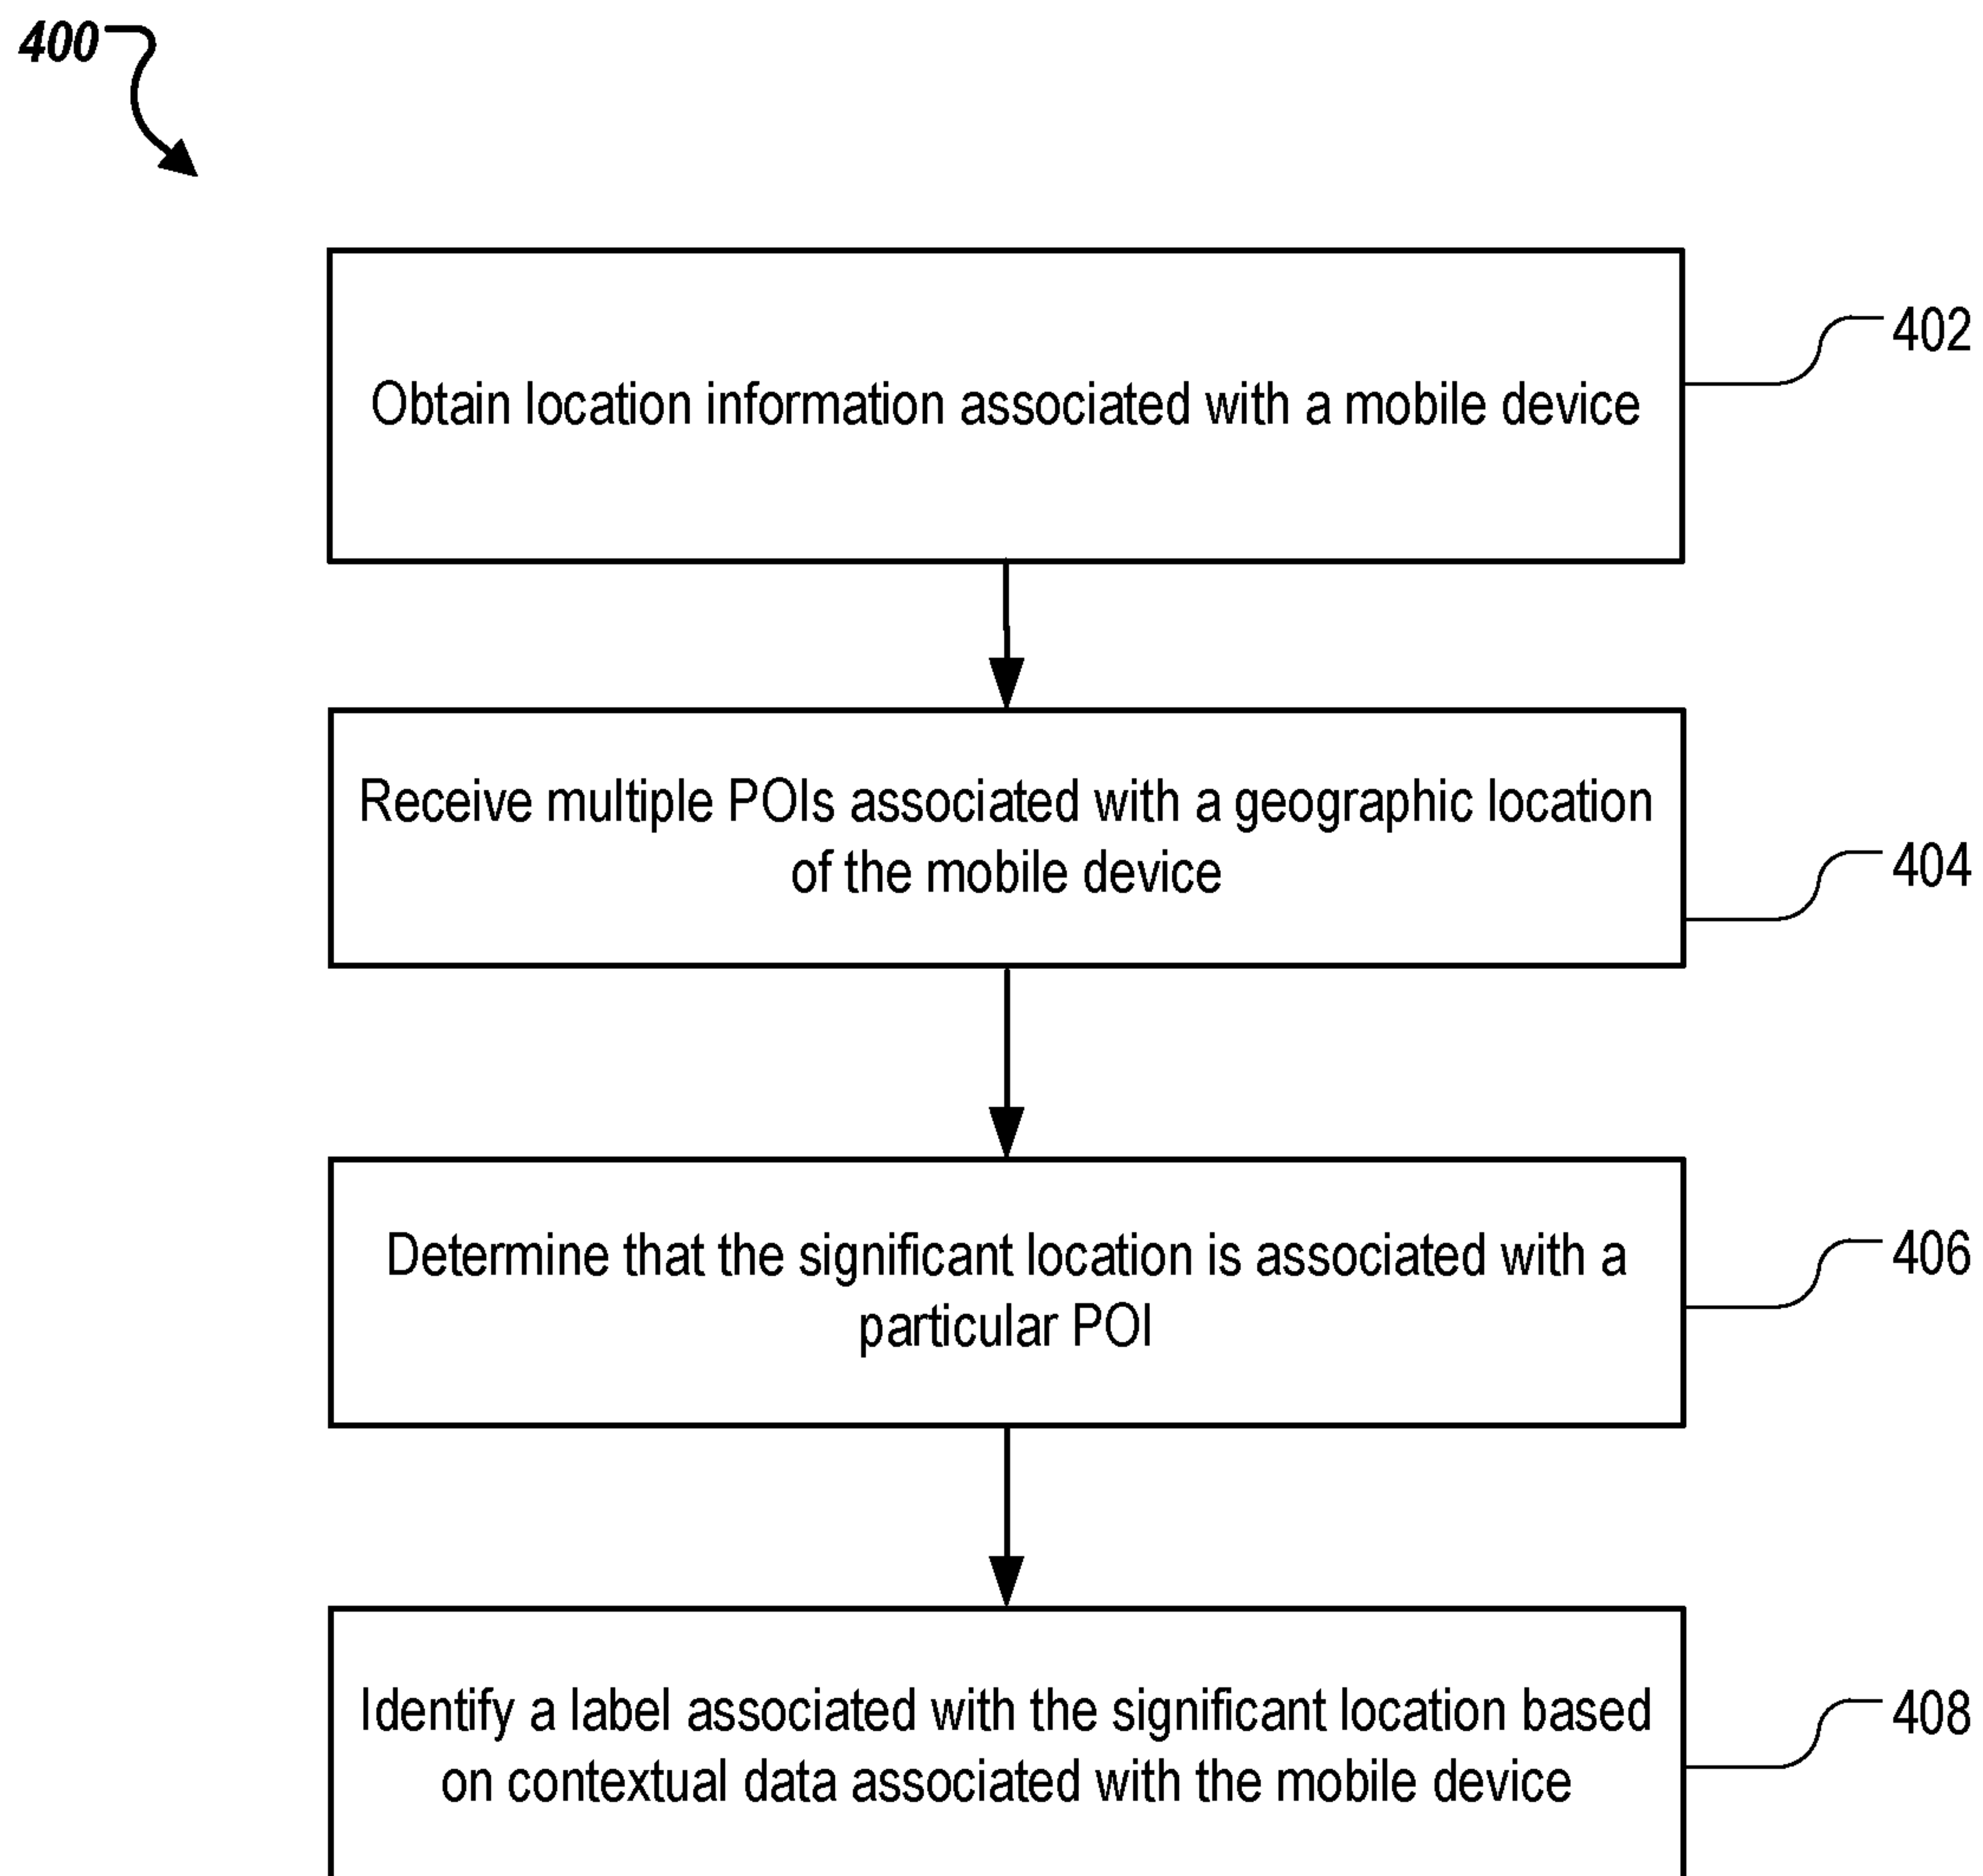 400
Obtain location information associated with a mobile device
402
Receive multiple POIs associated with a geographic location
of the mobile device
404
Determine that the significant location is associated with a
particular POI
406
Identify a label associated with the significant location based
on contextual data associated with the mobile device
408